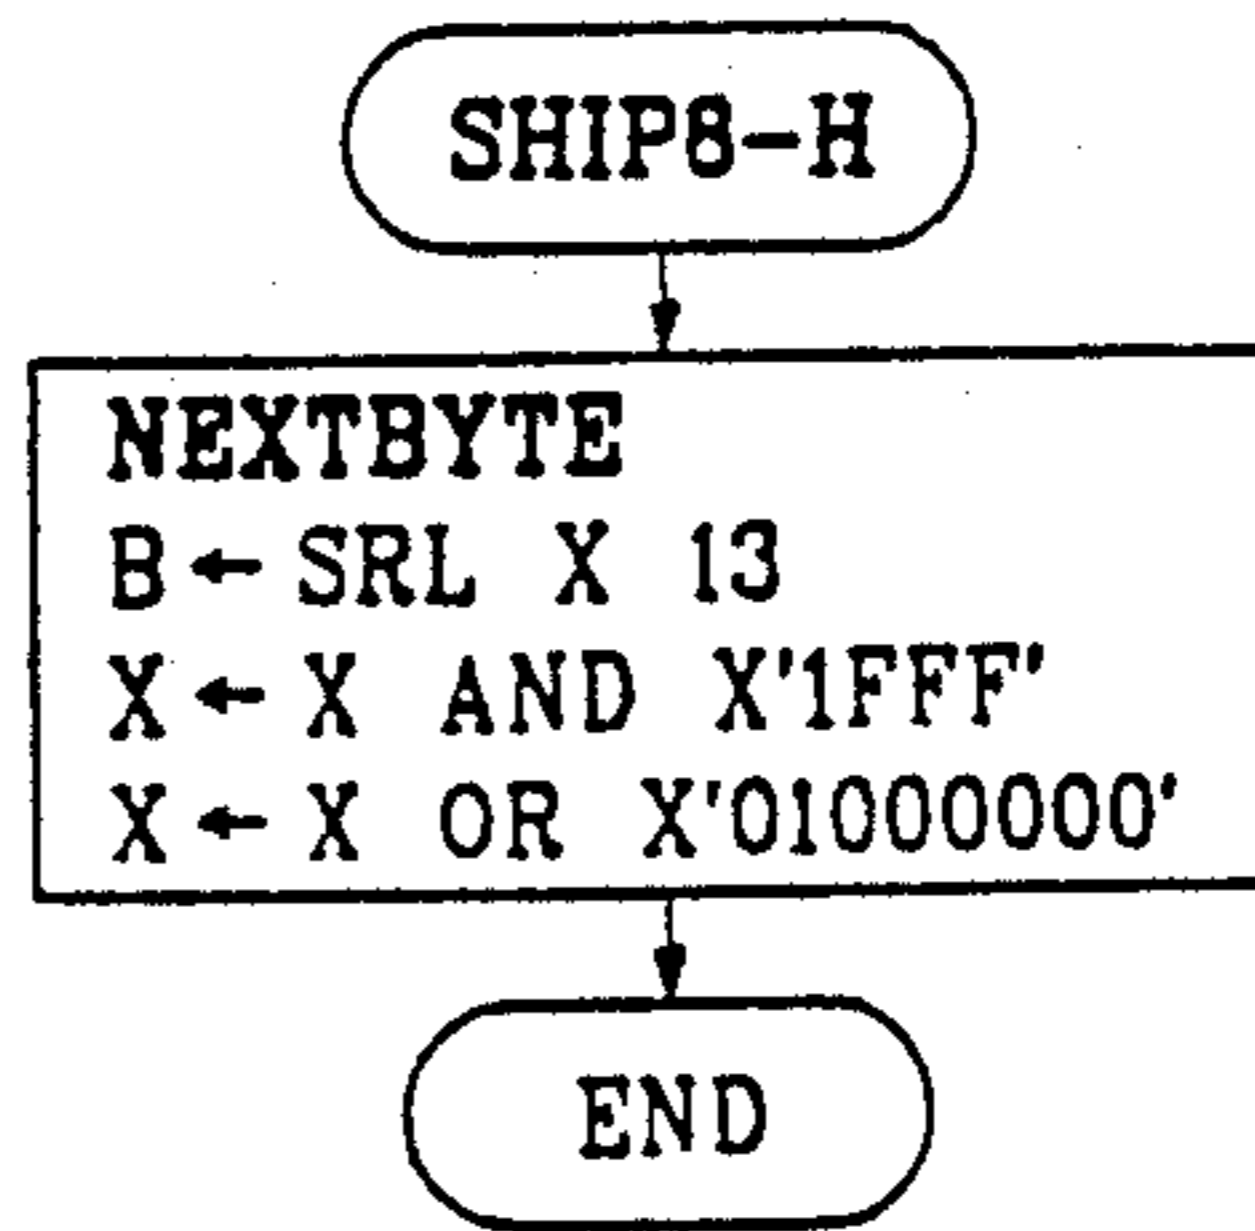 SHIP8-H
NEXTBYTE
B ← SRL X 13
X ← X AND X'1FFF'
X ← X OR X'01000000'
END